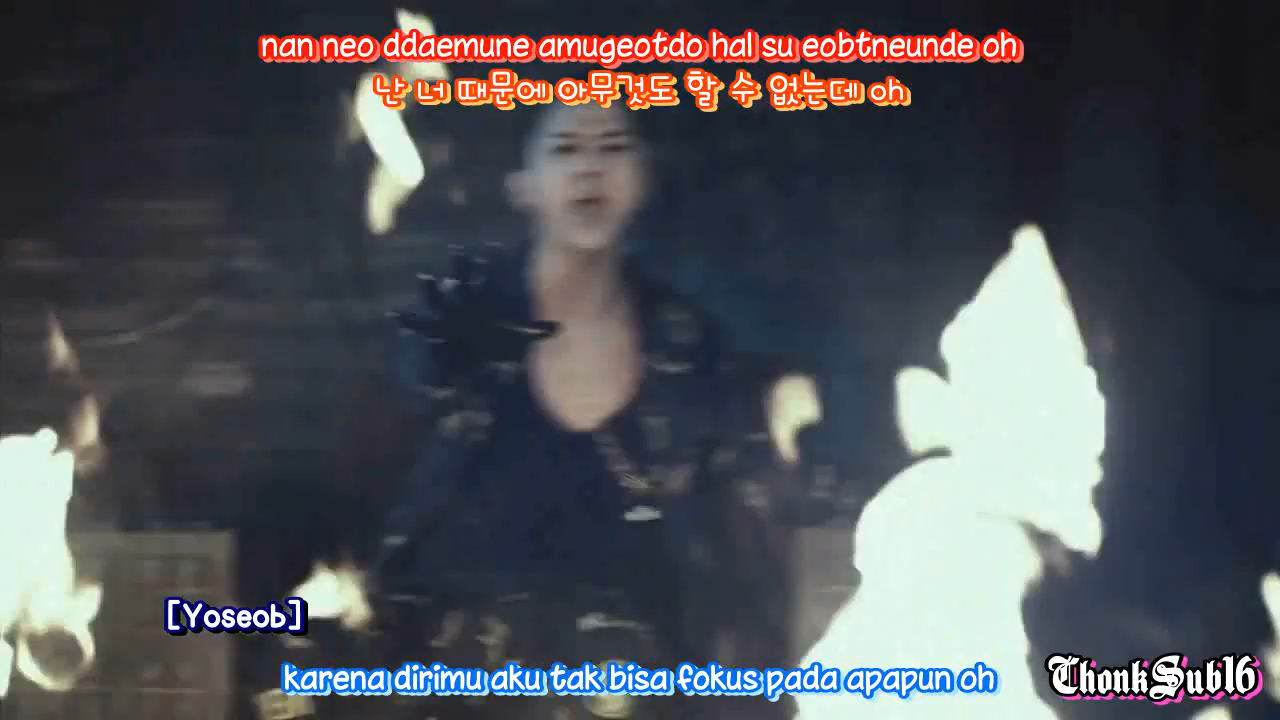 nan neo ddaemune amugeotdo hal su eobtneunde oh
난 너 때문에 아무것도 할 수 없는데 oh
[Yoseob]
karena dirimu aku tak bisa fokus pada apapun oh
ThonkSub16